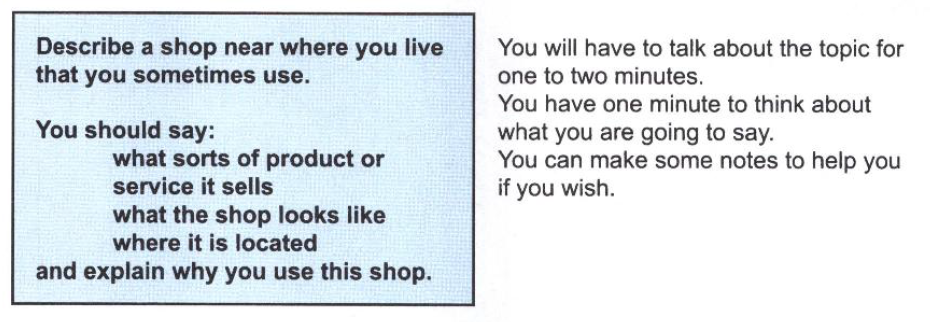 Describe a shop near where you live
that you sometimes use.
You should say:
what sorts of product or
service it sells
what the shop looks like
where it is located
and explain why you use this shop.
You will have to talk about the topic for
one to two minutes.
You have one minute to think about
what you are going to say.
You can make some notes to help you
if you wish.